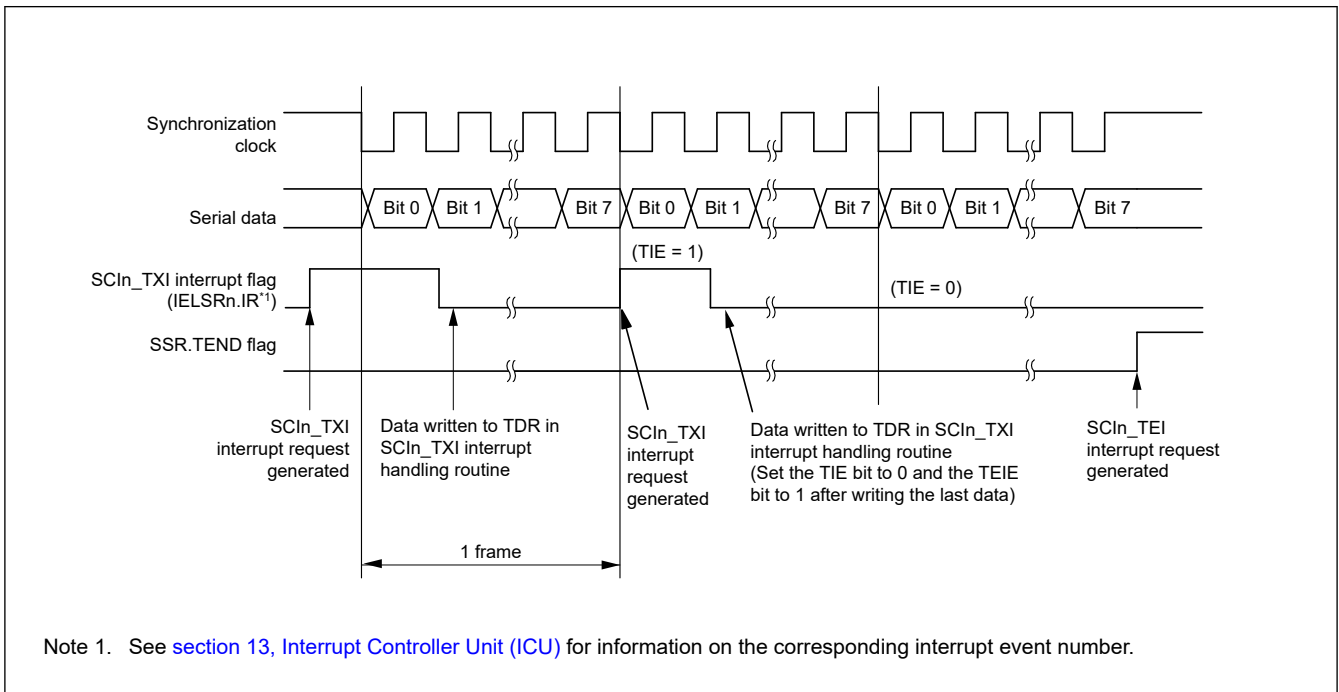 Synchronization
clock
Serial data
Bit 0 Bit 1 Bit 7 Bit 0 Bit 1 Bit 7 Bit 0 Bit 1 Bit 7
(TIE = 1)
SCIn_TXI interrupt flag
(IELSRn.IR*1)
(TIE = 0)
SSR.TEND flag
SCIn_TXI
interrupt request
generated
Data written to TDR in
SCIn_TXI interrupt
handling routine
SCIn_TXI
interrupt
request
generated
Data written to TDR in SCIn_TXI
interrupt handling routine
(Set the TIE bit to 0 and the TEIE
bit to 1 after writing the last data)
SCIn_TEI
interrupt request
generated
1 frame
Note 1. See section 13, Interrupt Controller Unit (ICU) for information on the corresponding interrupt event number.